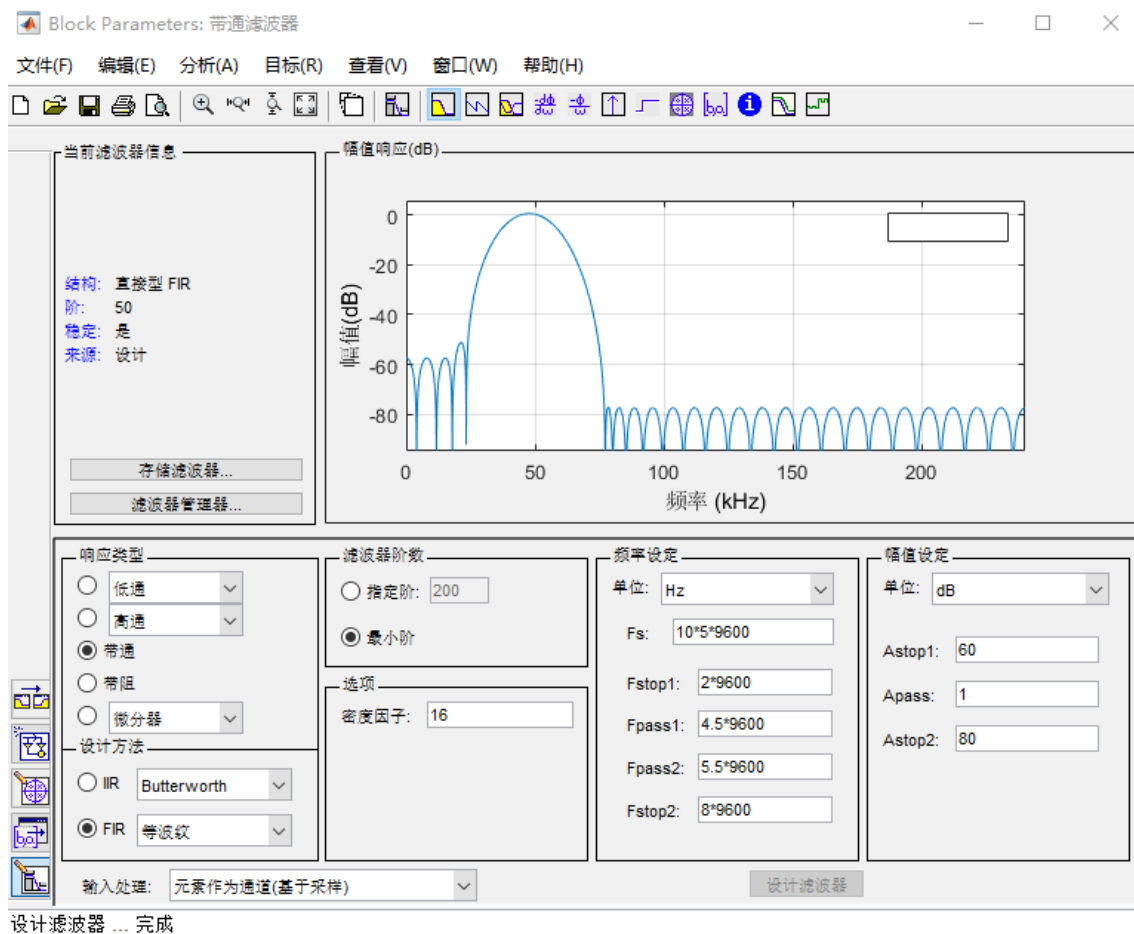 Block Parameters: 带通滤波器
文件(F) 编辑(E) 分析(A) 目标(R) 查看(V) 窗口(W) 帮助(H)
当前滤波器信息
结构: 直接型 FIR
阶: 50
稳定: 是
来源: 设计
存储滤波器...
滤波器管理器...
幅值响应(dB)
0
-20
-40
-60
-80
幅值(dB)
0 50 100 150 200
频率 (kHz)
响应类型
低通
高通
带通
带阻
微分器
设计方法
IIR Butterworth
FIR 等波纹
滤波器阶数
指定阶: 200
最小阶
选项
密度因子: 16
频率设定
单位: Hz
Fs: 10*5*9600
Fstop1: 2*9600
Fpass1: 4.5*9600
Fpass2: 5.5*9600
Fstop2: 8*9600
幅值设定
单位: dB
Astop1: 60
Apass: 1
Astop2: 80
输入处理: 元素作为通道(基于采样)
设计滤波器
设计滤波器 ... 完成